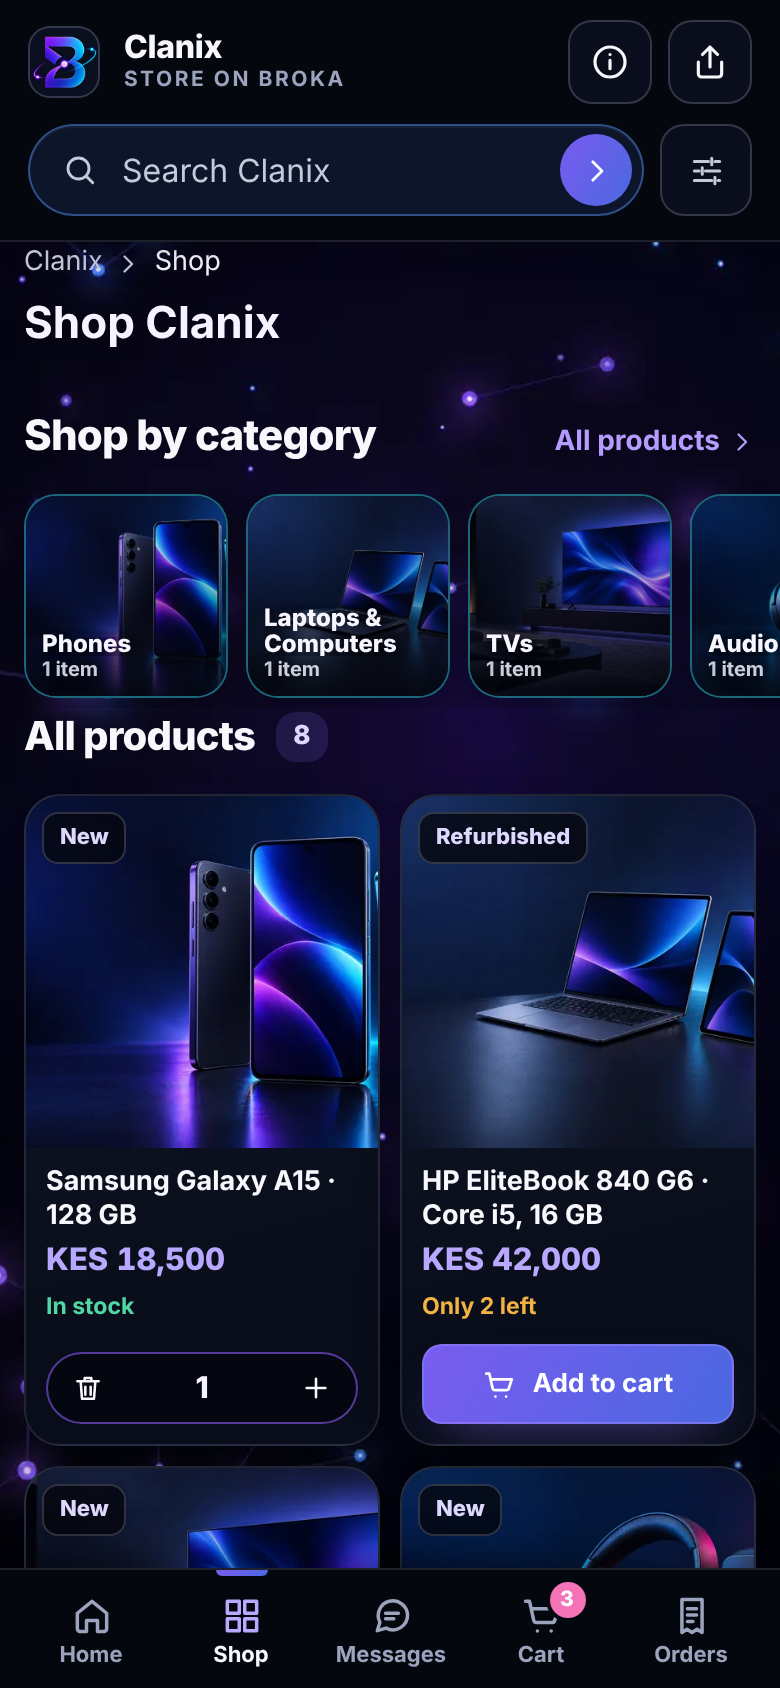 Clanix
STORE ON BROKA
Search Clanix
Clanix > Shop
Shop Clanix
Shop by category
All products >
Phones
1 item
Laptops &
Computers
1 item
TVs
1 item
Audio
1 item
All products 8
New
Refurbished
Samsung Galaxy A15 ·
128 GB
KES 18,500
In stock
1
HP EliteBook 840 G6 ·
Core i5, 16 GB
KES 42,000
Only 2 left
Add to cart
New
New
3
Home
Shop
Messages
Cart
Orders